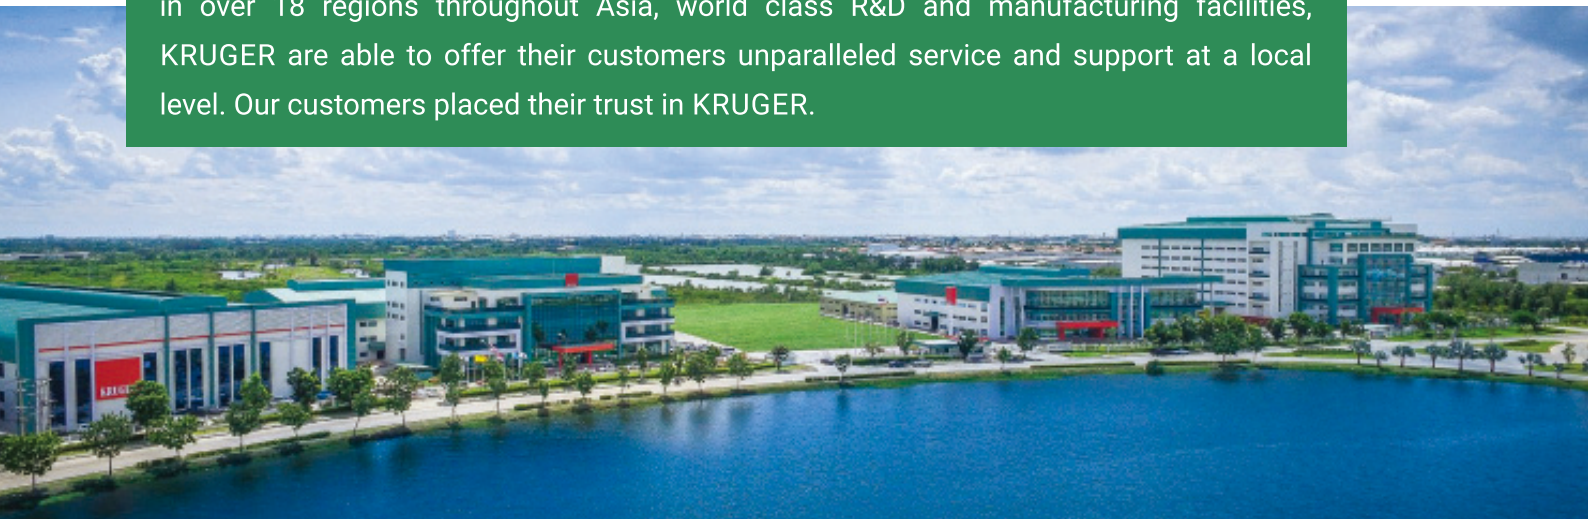 in over 18 regions throughout Asia, world class R&D and manufacturing facilities,
KRUGER are able to offer their customers unparalleled service and support at a local
level. Our customers placed their trust in KRUGER.
KRUGER